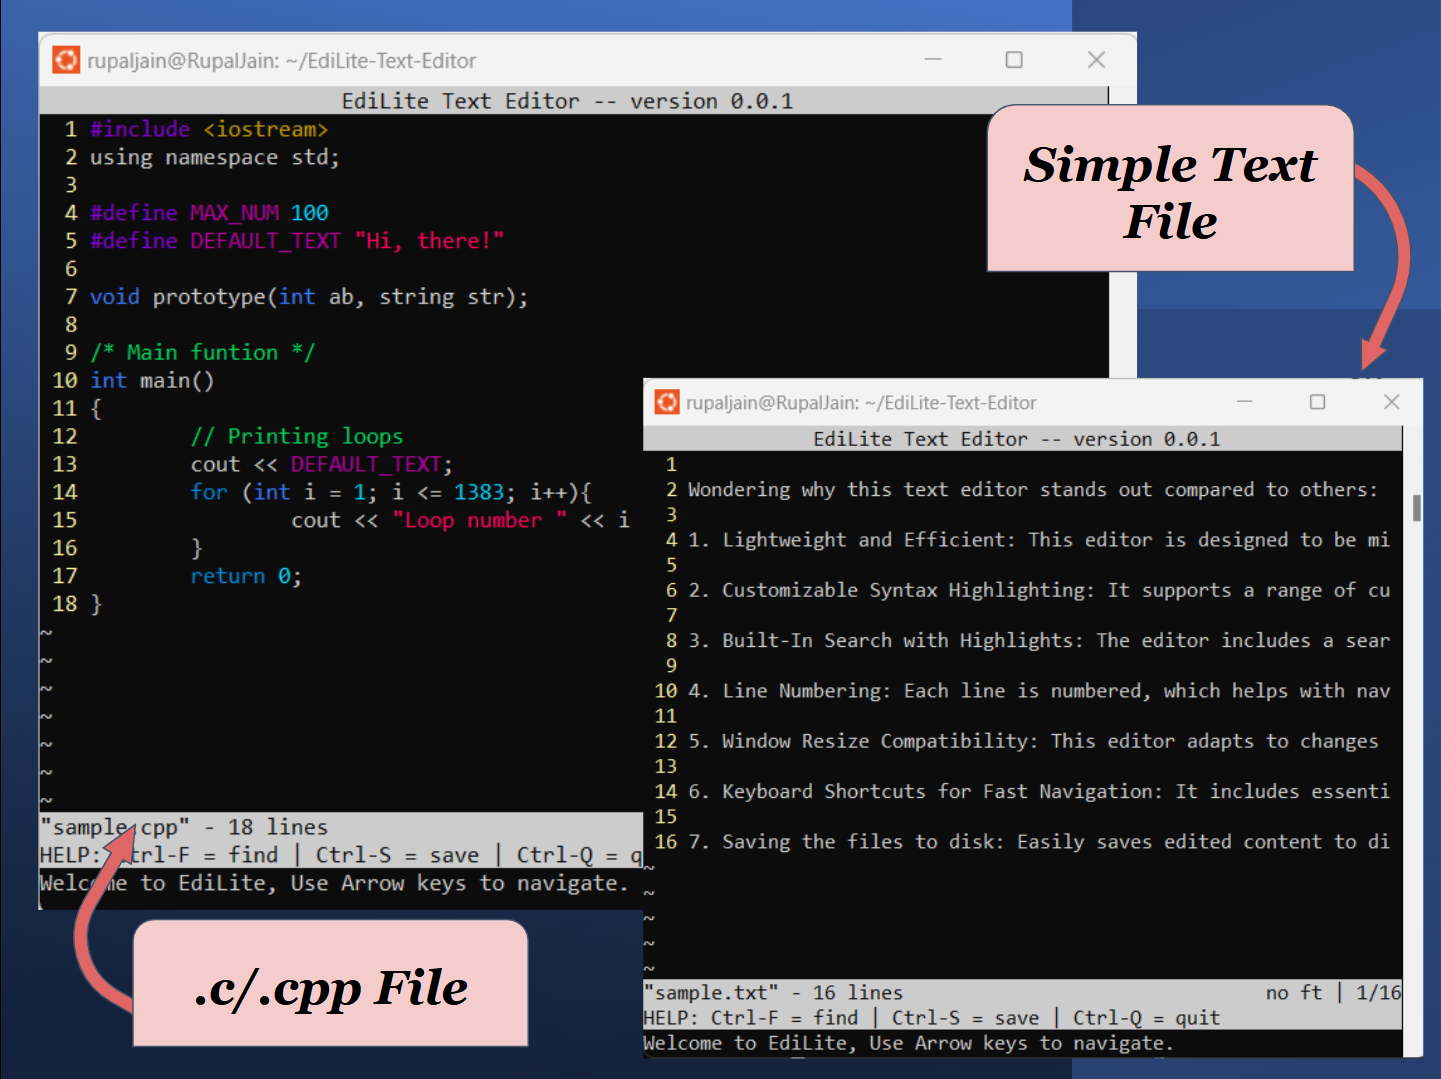 rupaljain@RupalJain: ~/EdiLite-Text-Editor
EdiLite Text Editor -- version 0.0.1
1 #include <iostream>
2 using namespace std;
3
4 #define MAX_NUM 100
5 #define DEFAULT_TEXT "Hi, there!"
6
7 void prototype(int ab, string str);
8
9 /* Main funtion */
10 int main()
11 {
12 // Printing loops
13 cout << DEFAULT_TEXT;
14 for (int i = 1; i <= 1383; i++){
15 cout << "Loop number " << i
16 }
17 return 0;
18 }
~
~
~
~
~
~
~
"sample.cpp" - 18 lines
HELP: Ctrl-F = find | Ctrl-S = save | Ctrl-Q = q
Welcome to EdiLite, Use Arrow keys to navigate.
.c/.cpp File
Simple Text
File
rupaljain@RupalJain: ~/EdiLite-Text-Editor
EdiLite Text Editor -- version 0.0.1
1
2 Wondering why this text editor stands out compared to others:
3
4 1. Lightweight and Efficient: This editor is designed to be mi
5
6 2. Customizable Syntax Highlighting: It supports a range of cu
7
8 3. Built-In Search with Highlights: The editor includes a sear
9
10 4. Line Numbering: Each line is numbered, which helps with nav
11
12 5. Window Resize Compatibility: This editor adapts to changes
13
14 6. Keyboard Shortcuts for Fast Navigation: It includes essenti
15
16 7. Saving the files to disk: Easily saves edited content to di
~
~
~
~
~
"sample.txt" - 16 lines no ft | 1/16
HELP: Ctrl-F = find | Ctrl-S = save | Ctrl-Q = quit
Welcome to EdiLite, Use Arrow keys to navigate.